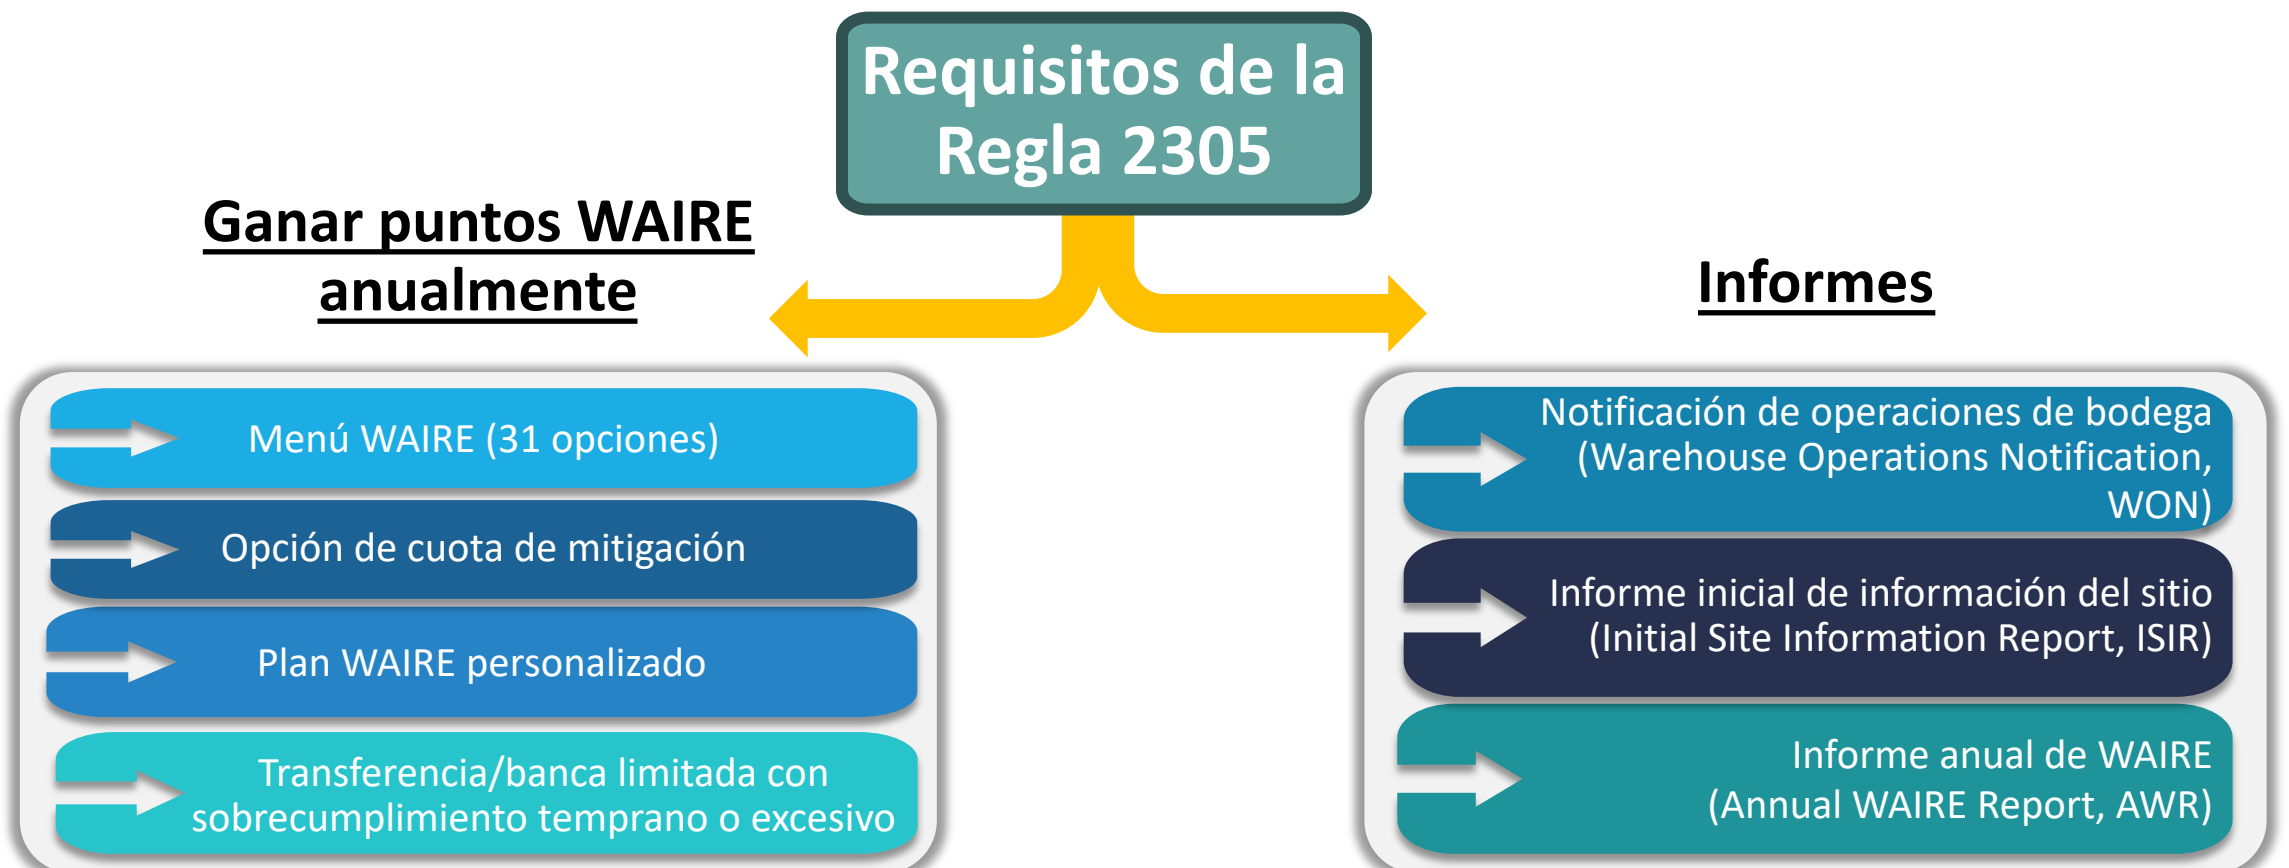 Requisitos de la
Regla 2305
Ganar puntos WAIRE
anualmente
Menú WAIRE (31 opciones)
Opción de cuota de mitigación
Plan WAIRE personalizado
Transferencia/banca limitada con
sobrecumplimiento temprano o excesivo
Informes
Notificación de operaciones de bodega
(Warehouse Operations Notification,
WON)
Informe inicial de información del sitio
(Initial Site Information Report, ISIR)
Informe anual de WAIRE
(Annual WAIRE Report, AWR)